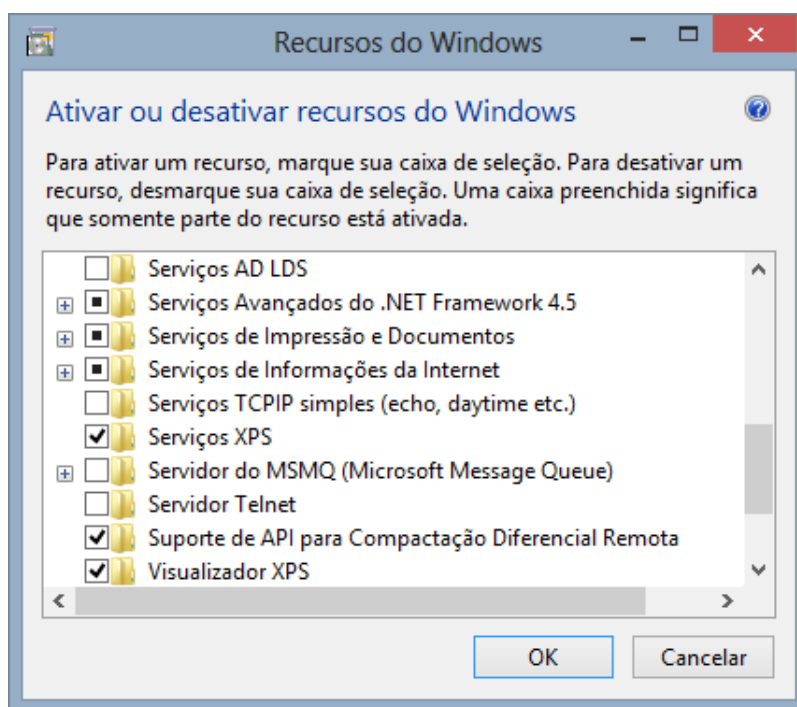 Recursos do Windows
Ativar ou desativar recursos do Windows
Para ativar um recurso, marque sua caixa de seleção. Para desativar um
recurso, desmarque sua caixa de seleção. Uma caixa preenchida significa
que somente parte do recurso está ativada.
Serviços AD LDS
Serviços Avançados do .NET Framework 4.5
Serviços de Impressão e Documentos
Serviços de Informações da Internet
Serviços TCPIP simples (echo, daytime etc.)
Serviços XPS
Servidor do MSMQ (Microsoft Message Queue)
Servidor Telnet
Suporte de API para Compactação Diferencial Remota
Visualizador XPS
OK Cancelar